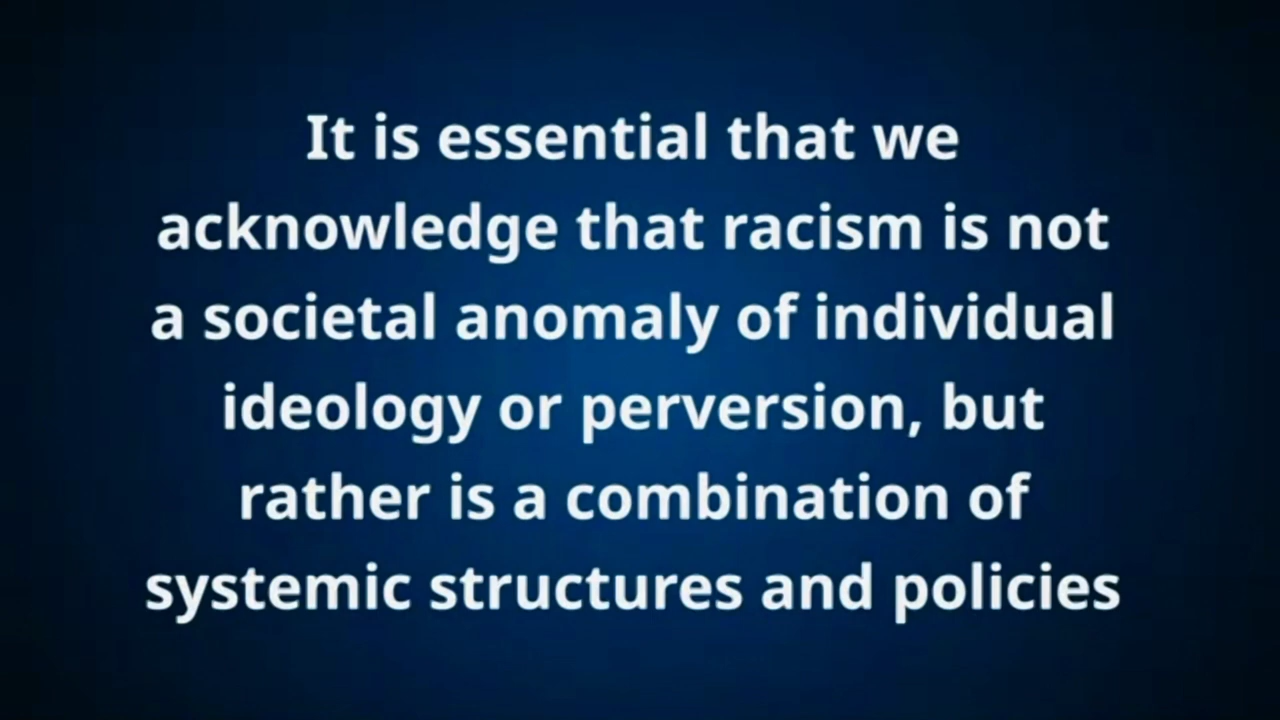 It is essential that we
acknowledge that racism is not
a societal anomaly of individual
ideology or perversion, but
rather is a combination of
systemic structures and policies